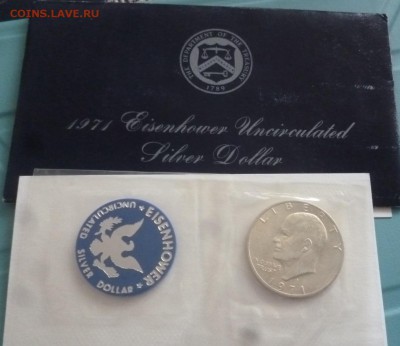 COINS.LAVE.RU
THE DEPARTMENT OF THE TREASURY
1789
1971 Eisenhower Uncirculated
Silver Dollar
EISENHOWER
UNCIRCULATED SILVER
DOLLAR
LIBERTY
1971